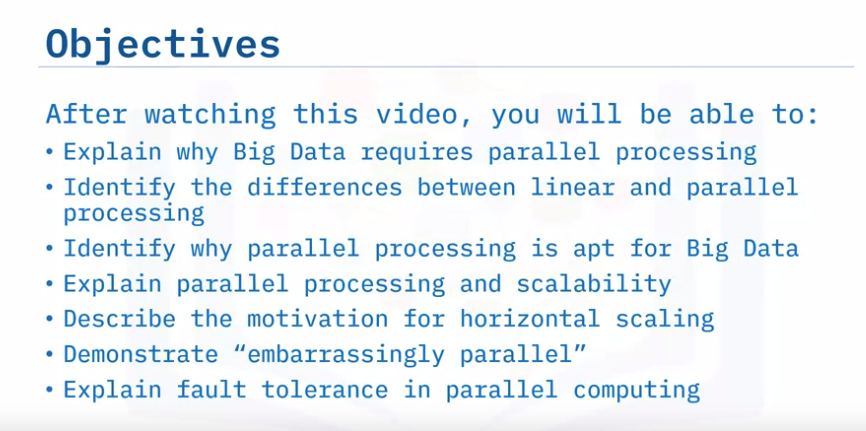 Objectives
After watching this video, you will be able to:
• Explain why Big Data requires parallel processing
• Identify the differences between linear and parallel
processing
• Identify why parallel processing is apt for Big Data
• Explain parallel processing and scalability
• Describe the motivation for horizontal scaling
• Demonstrate “embarrassingly parallel”
• Explain fault tolerance in parallel computing